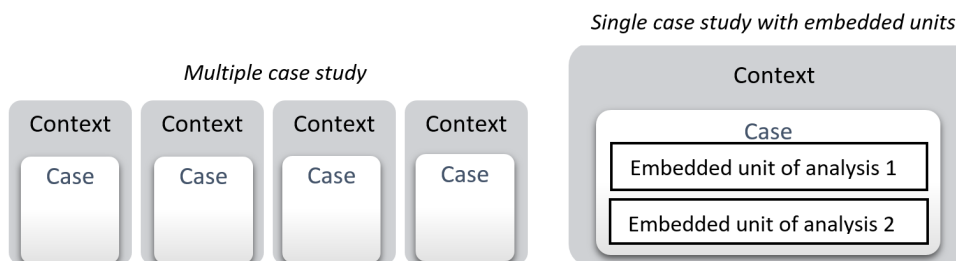 Multiple case study
Context Context Context Context
Case Case Case Case
Single case study with embedded units
Context
Case
Embedded unit of analysis 1
Embedded unit of analysis 2